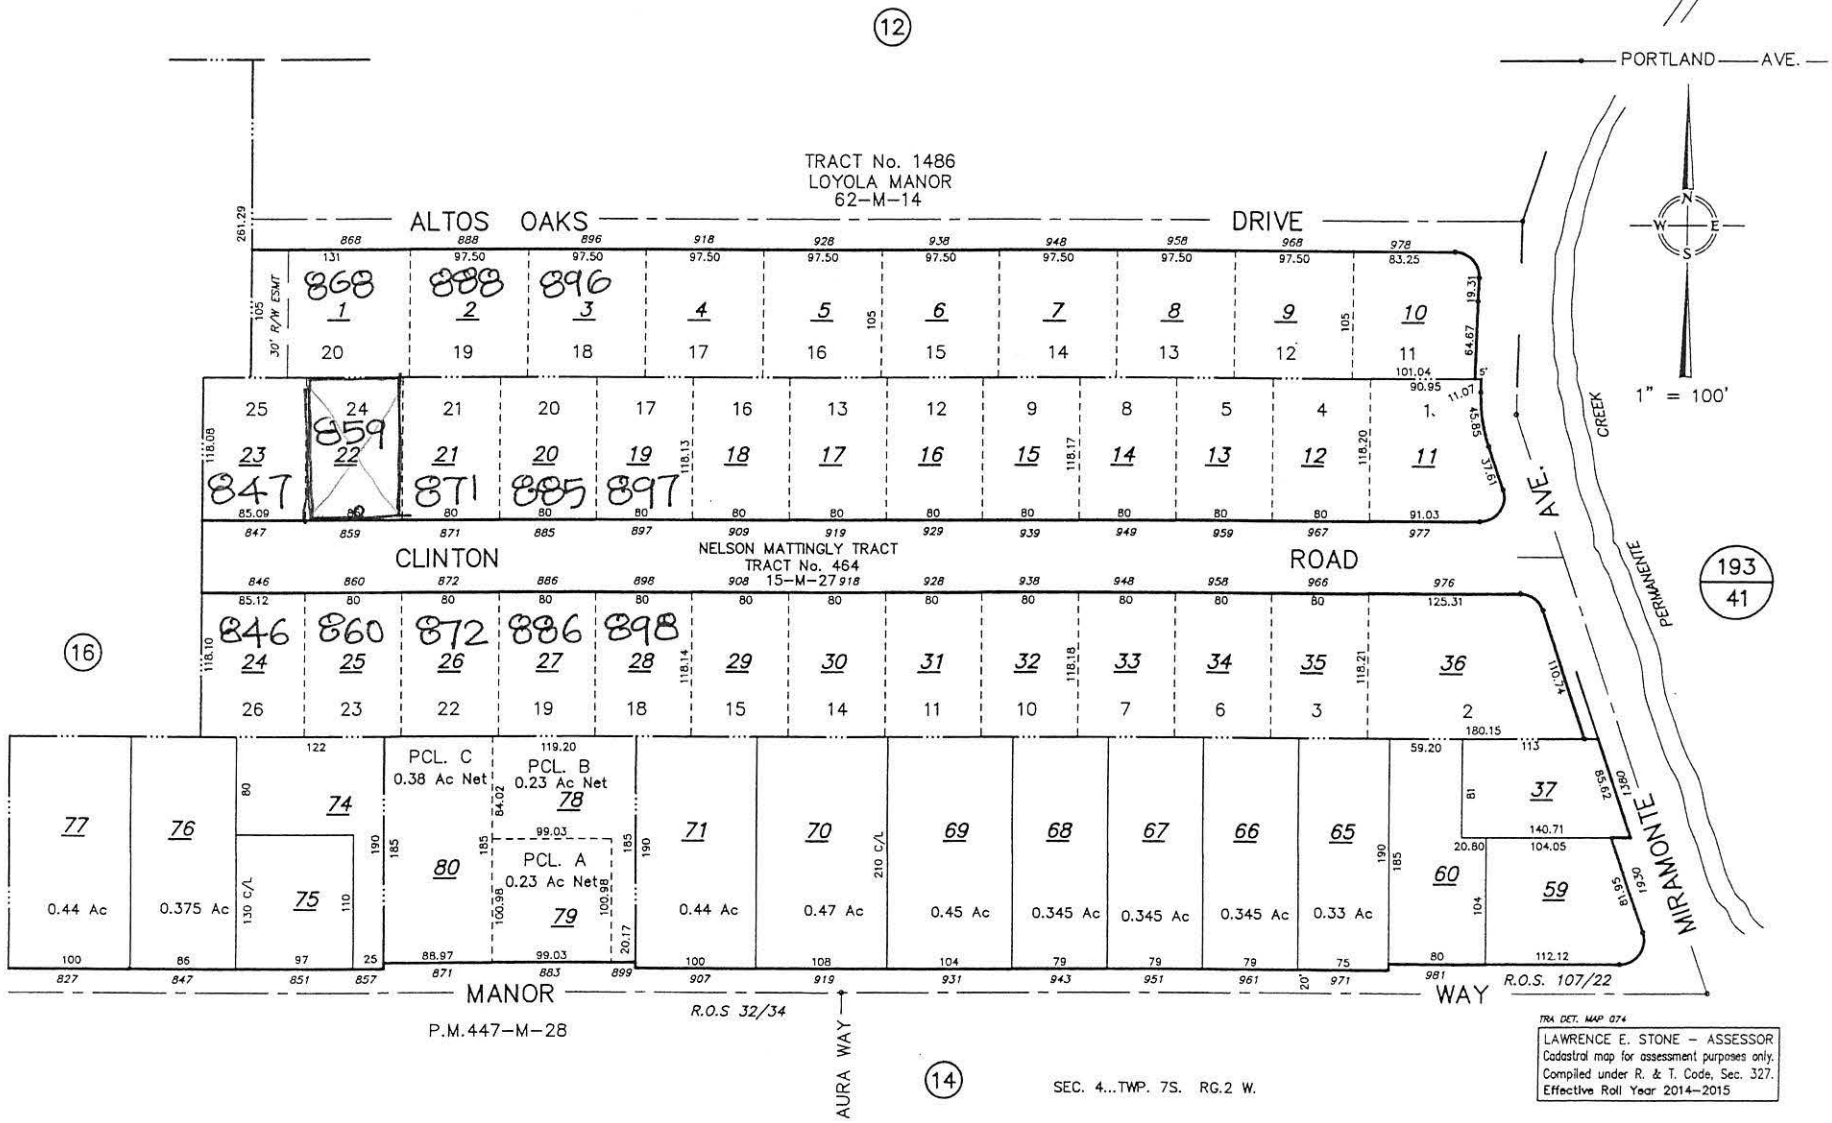 12
PORTLAND AVE.
TRACT No. 1486
LOYOLA MANOR
62-M-14
N
W E
S
1" = 100'
261.29
ALTOS OAKS DRIVE
868 888 896 918 928 938 948 958 968 978
131 97.50 97.50 97.50 97.50 97.50 97.50 97.50 97.50 83.25
868 888 896
105 30' R/W ESMT 105 105 19.31 64.67
1 2 3 4 5 6 7 8 9 10
20 19 18 17 16 15 14 13 12 11
101.04 5'
90.95 11.07
25 24 21 20 17 16 13 12 9 8 5 4 1.
859
118.08 118.13 118.17 118.20 45.85 37.61
23 22 21 20 19 18 17 16 15 14 13 12 11
847 871 885 897
85.09 80 80 80 80 80 80 80 80 80 80 80 91.03
847 859 871 885 897 909 919 929 939 949 959 967 977
CLINTON ROAD
NELSON MATTINGLY TRACT
TRACT No. 464
15-M-27
846 860 872 886 898 908 918 928 938 948 958 966 976
85.12 80 80 80 80 80 80 80 80 80 80 80 125.31
846 860 872 886 898
118.10 118.14 118.18 118.21 110.74
24 25 26 27 28 29 30 31 32 33 34 35 36
26 23 22 19 18 15 14 11 10 7 6 3 2
180.15
CREEK
PERMANENTE
AVE.
MIRAMONTE
193
41
16
122 119.20 59.20 113
PCL. C
0.38 Ac Net
PCL. B
0.23 Ac Net
78
84.02
99.03
80 74 81 37 85.62 1380
140.71
77 76 190 185 80 185 185 190 71 70 210 C/L 69 68 67 66 65 190 185 60
20.80 104.05
PCL. A
0.23 Ac Net
79
100.98 100.98 20.17
130 C/L 75 110 104 59 81.95 1930
0.44 Ac 0.375 Ac 0.44 Ac 0.47 Ac 0.45 Ac 0.345 Ac 0.345 Ac 0.345 Ac 0.33 Ac
100 86 97 25 88.97 99.03 100 108 104 79 79 79 75 80 112.12
827 847 851 857 871 883 899 907 919 931 943 951 961 20' 971 981
MANOR WAY
R.O.S. 107/22
R.O.S 32/34
P.M.447-M-28
AURA WAY
14
SEC. 4...TWP. 7S. RG.2 W.
TRA DET. MAP 074
LAWRENCE E. STONE - ASSESSOR
Cadastral map for assessment purposes only.
Compiled under R. & T. Code, Sec. 327.
Effective Roll Year 2014-2015